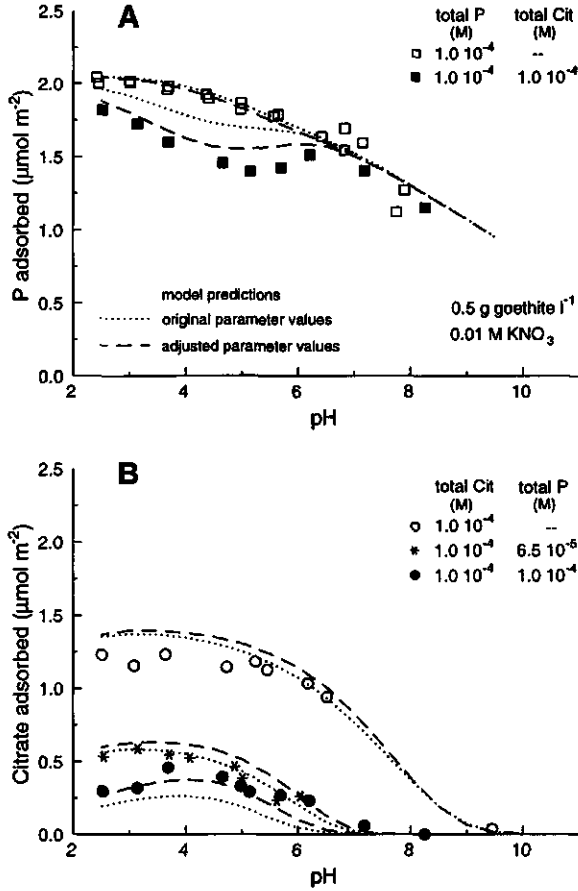 A
total P total Cit
(M) (M)
1.0 10⁻⁴ --
1.0 10⁻⁴ 1.0 10⁻⁴
2.5
2.0
1.5
1.0
0.5
0.0
P adsorbed (μmol m⁻²)
model predictions
original parameter values
adjusted parameter values
0.5 g goethite l⁻¹
0.01 M KNO₃
2 4 6 8 10
pH
B
total Cit total P
(M) (M)
1.0 10⁻⁴ --
1.0 10⁻⁴ 6.5 10⁻⁵
1.0 10⁻⁴ 1.0 10⁻⁴
2.5
2.0
1.5
1.0
0.5
0.0
Citrate adsorbed (μmol m⁻²)
2 4 6 8 10
pH